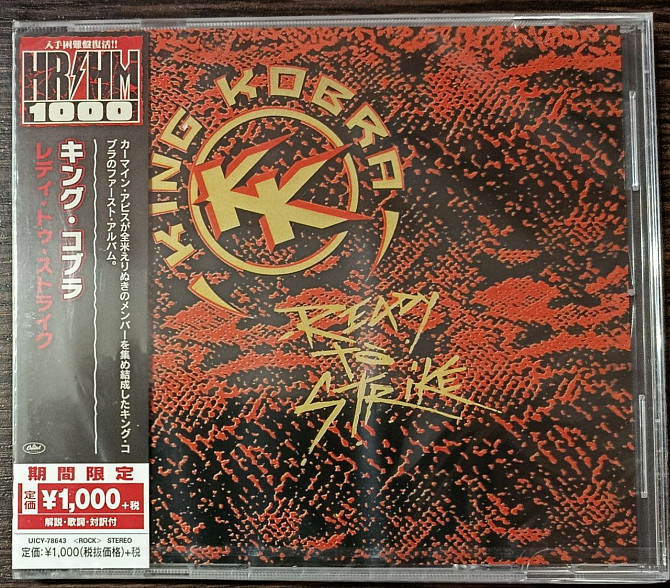 入手困難盤復活!!
HR/HM
1000
キング・コブラ
レディ・トゥ・ストライク
カーマイン・アピスが全米えりぬきのメンバーを集め結成したキング・コ
ブラのファースト・アルバム。
Capitol
期間限定
定価 ¥1,000+税
解説・歌詞・対訳付
UICY-78643 <ROCK> STEREO
定価:¥1,000(税抜価格)+税
KING KOBRA
KK
READY
TO
STRIKE